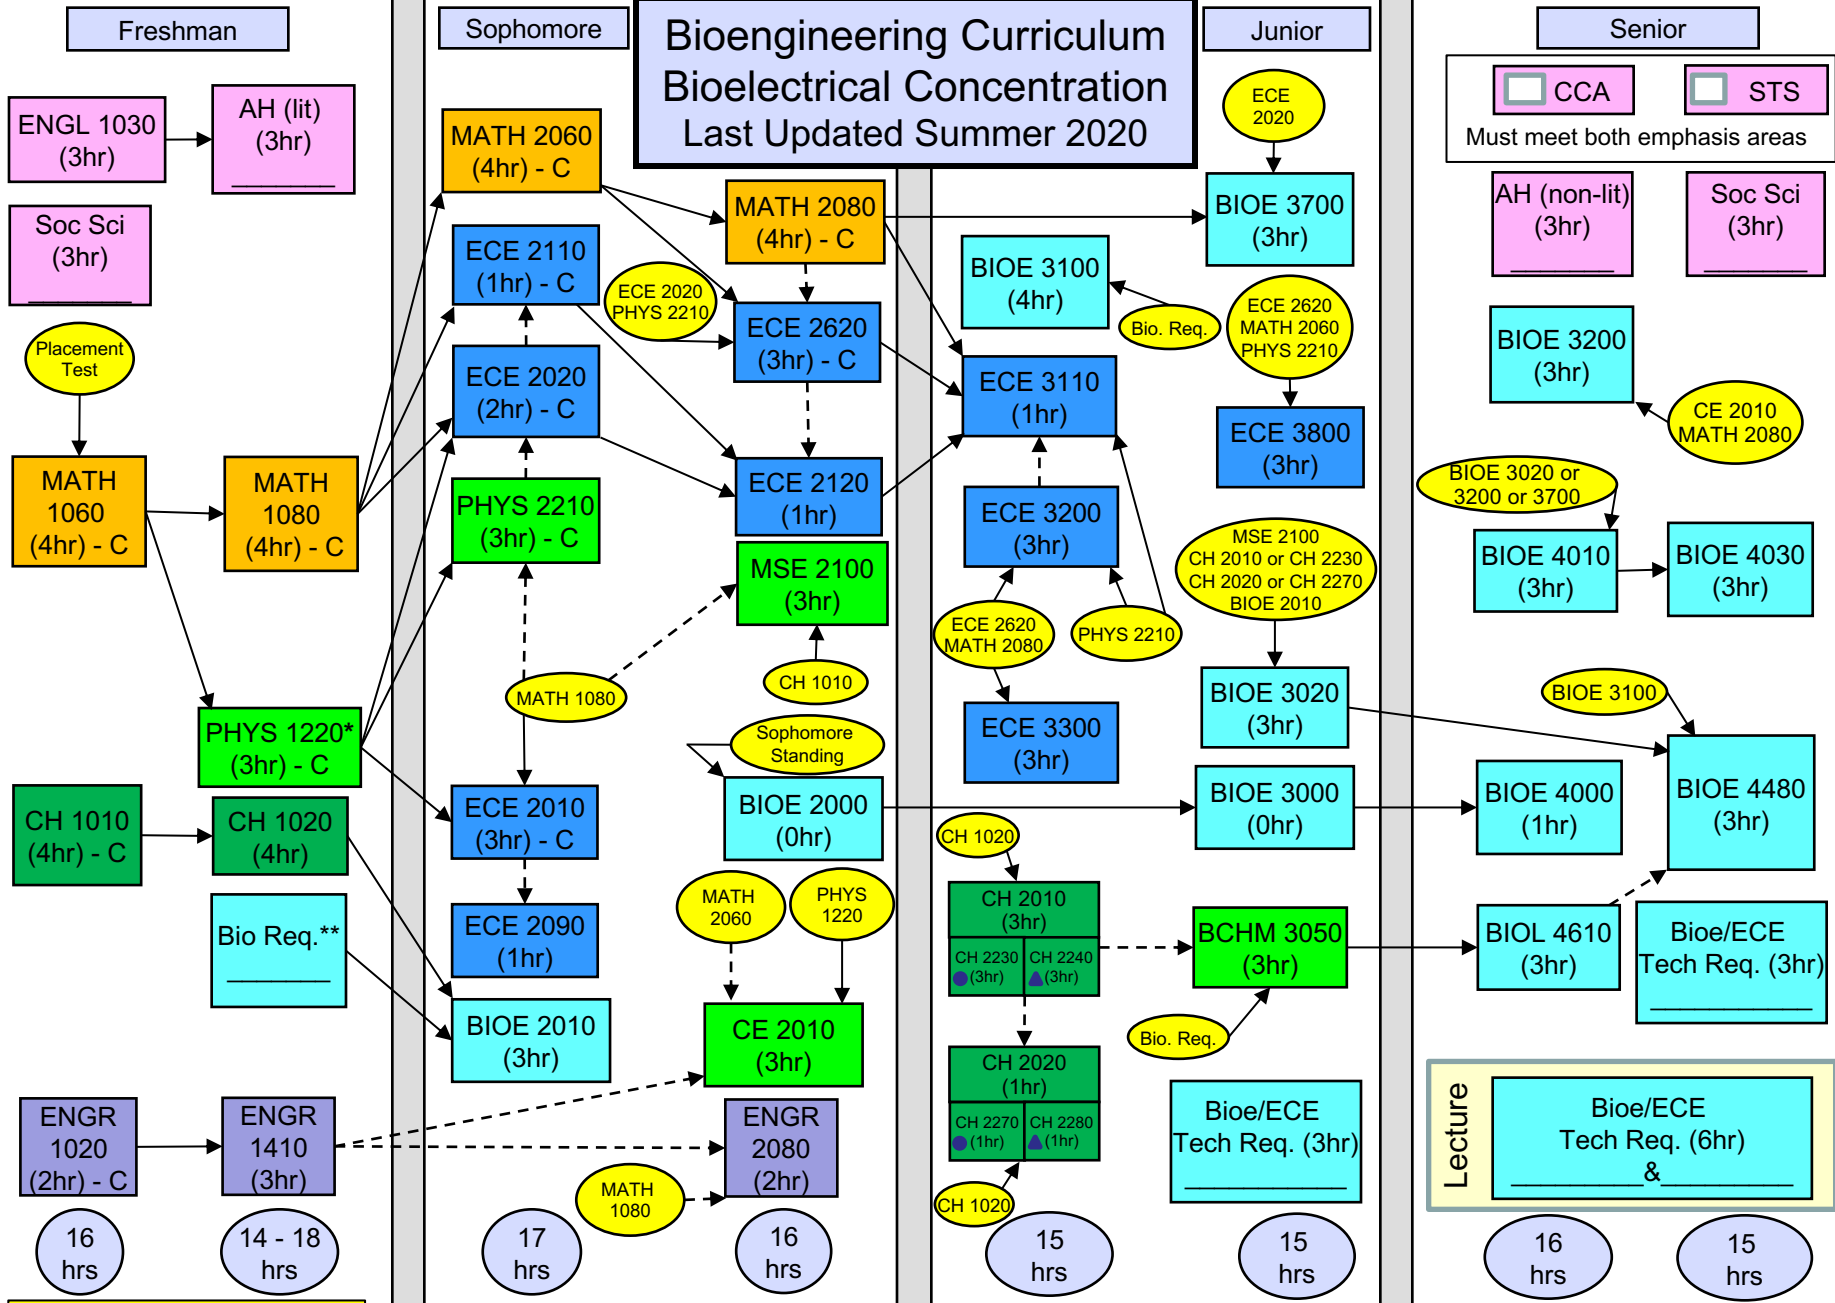 Bioengineering Curriculum
Bioelectrical Concentration
Last Updated Summer 2020
Freshman
ENGL 1030
(3hr)
AH (lit)
(3hr)
Soc Sci
(3hr)
Placement
Test
MATH
1060
(4hr) - C
MATH
1080
(4hr) - C
PHYS 1220*
(3hr) - C
CH 1010
(4hr) - C
CH 1020
(4hr)
Bio Req.**
ENGR
1020
(2hr) - C
ENGR
1410
(3hr)
16
hrs
14 - 18
hrs
Sophomore
MATH 2060
(4hr) - C
ECE 2110
(1hr) - C
ECE 2020
(2hr) - C
PHYS 2210
(3hr) - C
MATH 1080
ECE 2010
(3hr) - C
ECE 2090
(1hr)
BIOE 2010
(3hr)
17
hrs
MATH 2080
(4hr) - C
ECE 2020
PHYS 2210
ECE 2620
(3hr) - C
ECE 2120
(1hr)
MSE 2100
(3hr)
CH 1010
Sophomore
Standing
BIOE 2000
(0hr)
MATH
2060
PHYS
1220
CE 2010
(3hr)
ENGR
2080
(2hr)
MATH
1080
16
hrs
Junior
BIOE 3100
(4hr)
Bio. Req.
ECE 3110
(1hr)
ECE 3200
(3hr)
ECE 2620
MATH 2080
PHYS 2210
ECE 3300
(3hr)
CH 1020
CH 2010
(3hr)
CH 2230
(3hr)
CH 2240
(3hr)
CH 2020
(1hr)
CH 2270
(1hr)
CH 2280
(1hr)
CH 1020
15
hrs
ECE
2020
BIOE 3700
(3hr)
ECE 2620
MATH 2060
PHYS 2210
ECE 3800
(3hr)
MSE 2100
CH 2010 or CH 2230
CH 2020 or CH 2270
BIOE 2010
BIOE 3020
(3hr)
BIOE 3000
(0hr)
BCHM 3050
(3hr)
Bio. Req.
Bioe/ECE
Tech Req. (3hr)
15
hrs
Senior
CCA
STS
Must meet both emphasis areas
AH (non-lit)
(3hr)
Soc Sci
(3hr)
BIOE 3200
(3hr)
CE 2010
MATH 2080
BIOE 3020 or
3200 or 3700
BIOE 4010
(3hr)
BIOE 4030
(3hr)
BIOE 3100
BIOE 4480
(3hr)
BIOE 4000
(1hr)
BIOL 4610
(3hr)
Bioe/ECE
Tech Req. (3hr)
Lecture
Bioe/ECE
Tech Req. (6hr)
&
16
hrs
15
hrs